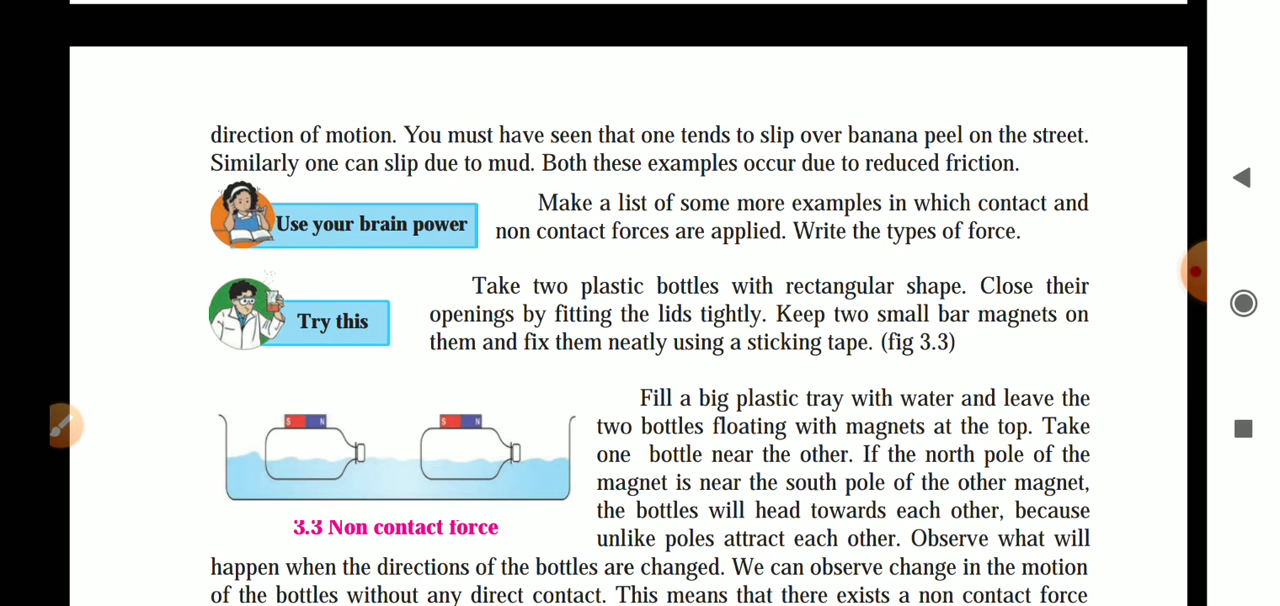 direction of motion. You must have seen that one tends to slip over banana peel on the street.
Similarly one can slip due to mud. Both these examples occur due to reduced friction.
Use your brain power
Make a list of some more examples in which contact and
non contact forces are applied. Write the types of force.
Try this
Take two plastic bottles with rectangular shape. Close their
openings by fitting the lids tightly. Keep two small bar magnets on
them and fix them neatly using a sticking tape. (fig 3.3)
S N
S N
3.3 Non contact force
Fill a big plastic tray with water and leave the
two bottles floating with magnets at the top. Take
one bottle near the other. If the north pole of the
magnet is near the south pole of the other magnet,
the bottles will head towards each other, because
unlike poles attract each other. Observe what will
happen when the directions of the bottles are changed. We can observe change in the motion
of the bottles without any direct contact. This means that there exists a non contact force